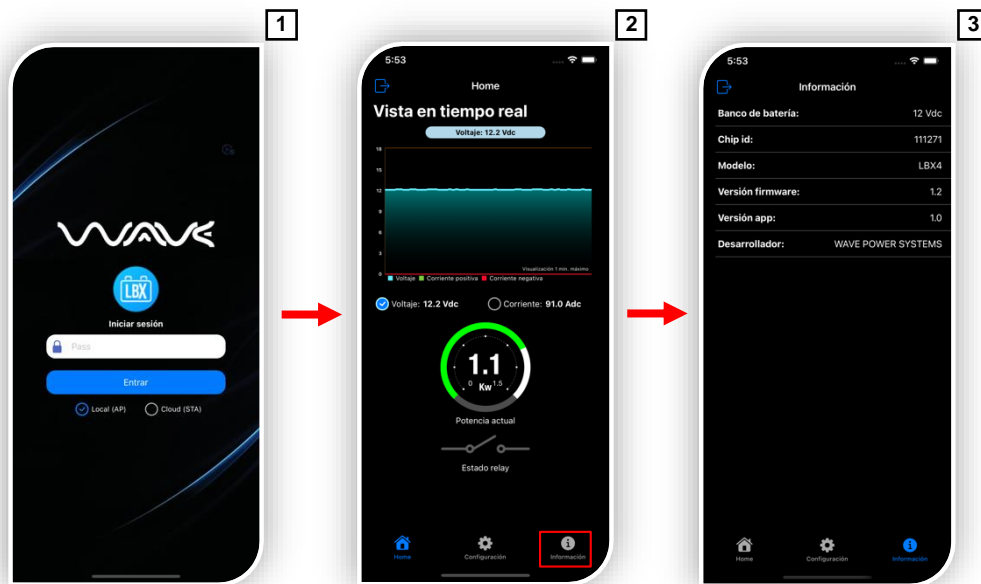 1
WAVE
LBX
Iniciar sesión
Pass
Entrar
Local (AP)
Cloud (STA)
2
5:53
Home
Vista en tiempo real
Voltaje: 12.2 Vdc
18
15
12
9
6
3
0
Visualización 1 min. máximo
Voltaje Corriente positiva Corriente negativa
Voltaje: 12.2 Vdc
Corriente: 91.0 Adc
1.1
0 Kw 1.5
Potencia actual
Estado relay
Home
Configuración
Información
3
5:53
Información
Banco de batería: 12 Vdc
Chip id: 111271
Modelo: LBX4
Versión firmware: 1.2
Versión app: 1.0
Desarrollador: WAVE POWER SYSTEMS
Home
Configuración
Información